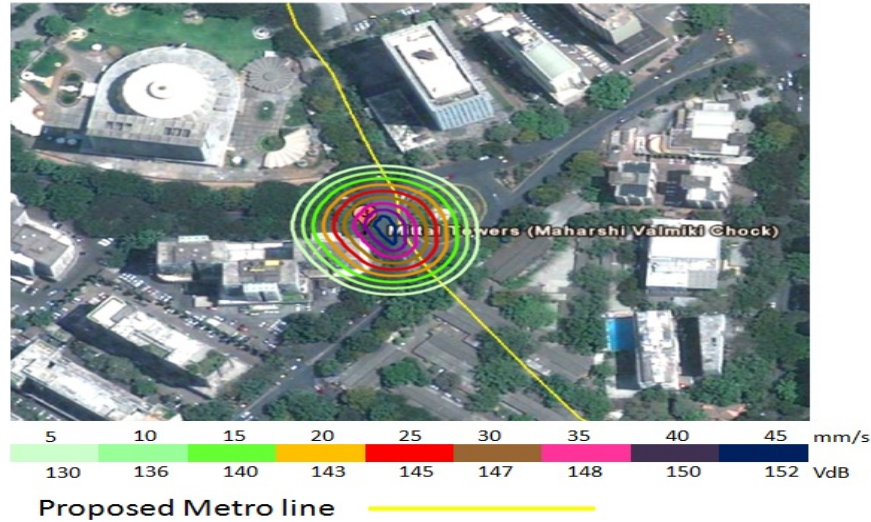 Mittal Towers (Maharshi Valmiki Chock)
5 10 15 20 25 30 35 40 45 mm/s
130 136 140 143 145 147 148 150 152 VdB
Proposed Metro line